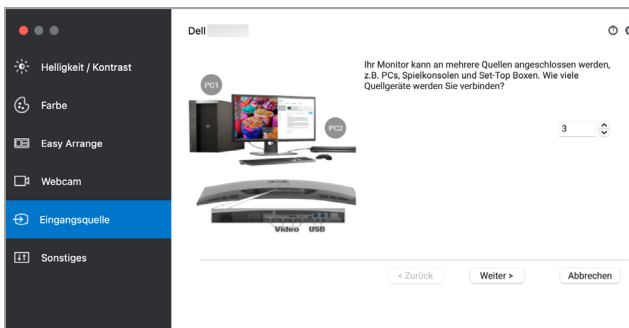 Dell
Helligkeit / Kontrast
Farbe
Easy Arrange
Webcam
Eingangsquelle
Sonstiges
Ihr Monitor kann an mehrere Quellen angeschlossen werden,
z.B. PCs, Spielkonsolen und Set-Top Boxen. Wie viele
Quellgeräte werden Sie verbinden?
PC1
PC2
3
Video USB
< Zurück
Weiter >
Abbrechen